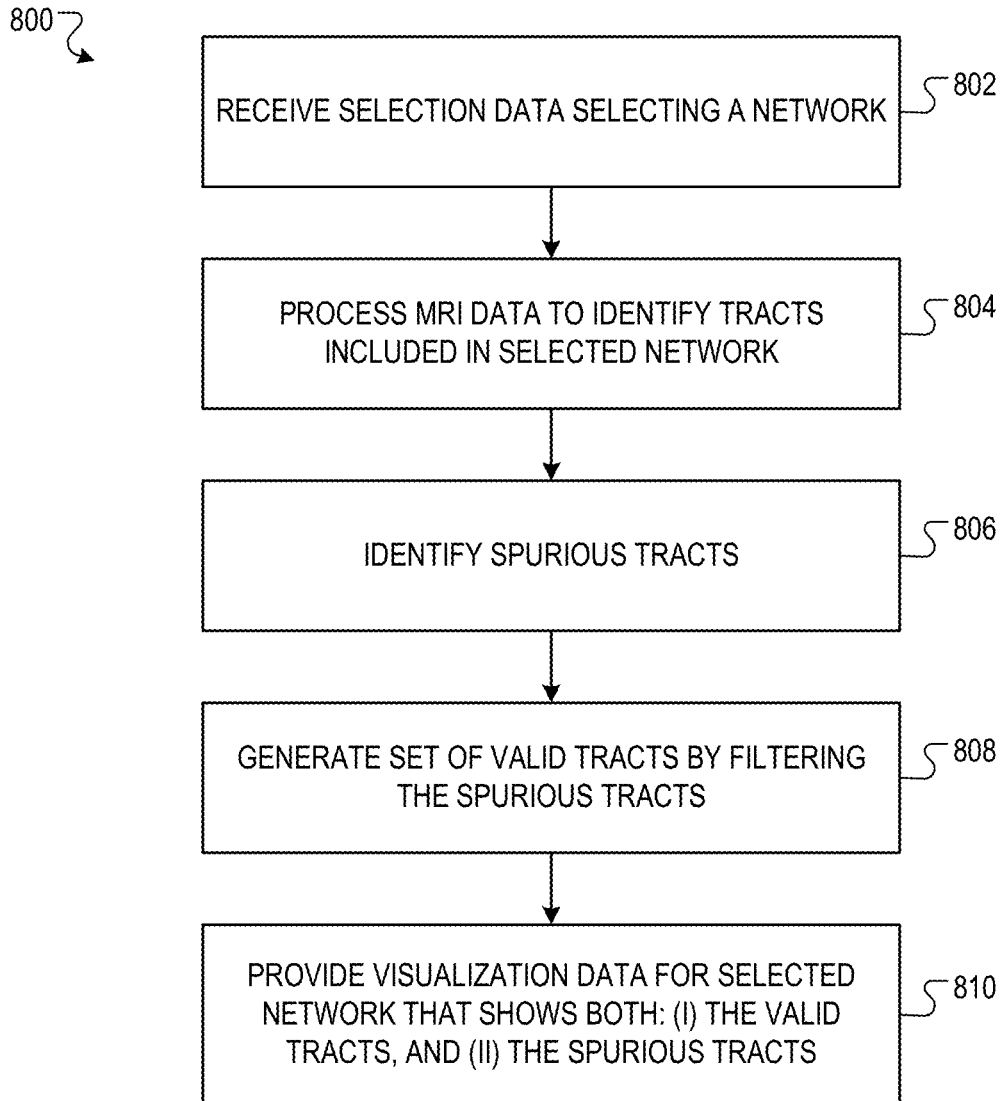 800
RECEIVE SELECTION DATA SELECTING A NETWORK
802
PROCESS MRI DATA TO IDENTIFY TRACTS
INCLUDED IN SELECTED NETWORK
804
IDENTIFY SPURIOUS TRACTS
806
GENERATE SET OF VALID TRACTS BY FILTERING
THE SPURIOUS TRACTS
808
PROVIDE VISUALIZATION DATA FOR SELECTED
NETWORK THAT SHOWS BOTH: (I) THE VALID
TRACTS, AND (II) THE SPURIOUS TRACTS
810